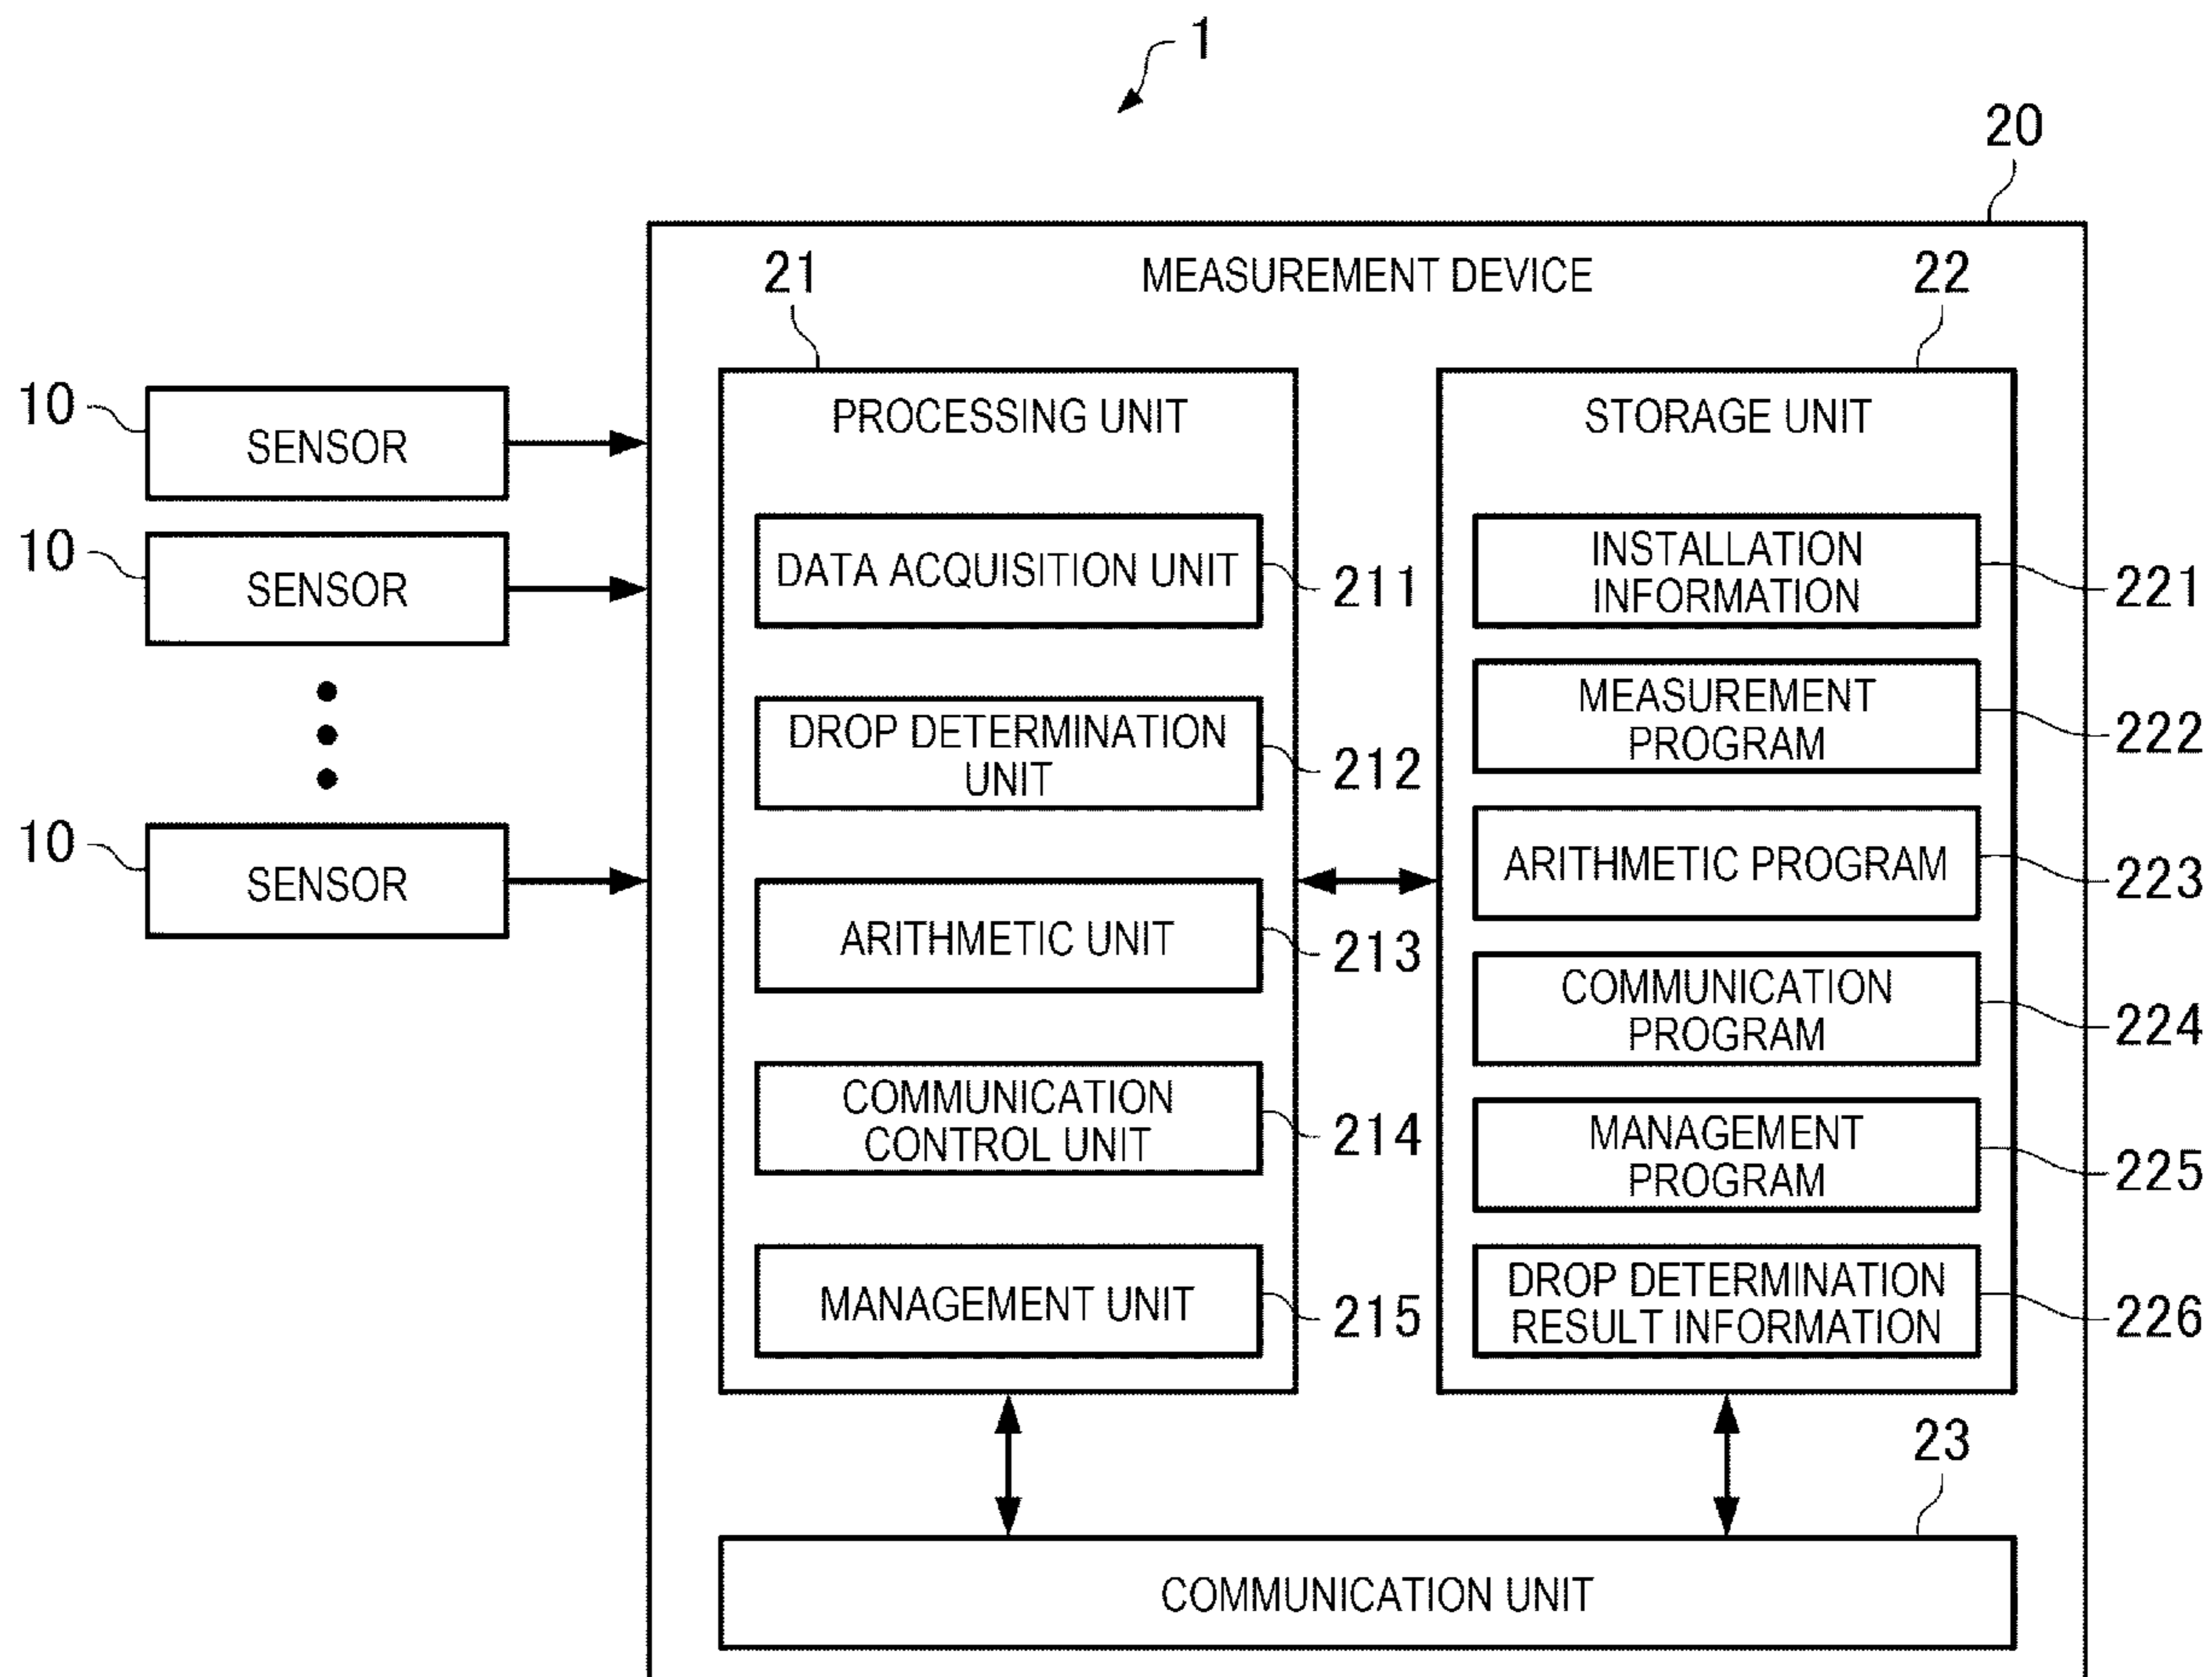 1
20
MEASUREMENT DEVICE
21
22
10
SENSOR
10
SENSOR
10
SENSOR
PROCESSING UNIT
DATA ACQUISITION UNIT
211
DROP DETERMINATION
UNIT
212
ARITHMETIC UNIT
213
COMMUNICATION
CONTROL UNIT
214
MANAGEMENT UNIT
215
STORAGE UNIT
INSTALLATION
INFORMATION
221
MEASUREMENT
PROGRAM
222
ARITHMETIC PROGRAM
223
COMMUNICATION
PROGRAM
224
MANAGEMENT
PROGRAM
225
DROP DETERMINATION
RESULT INFORMATION
226
23
COMMUNICATION UNIT